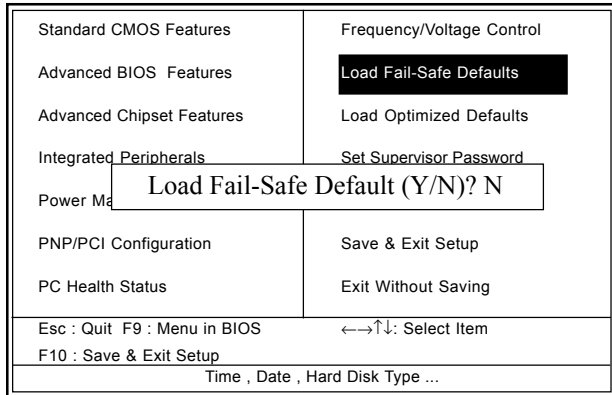 Standard CMOS Features
Advanced BIOS Features
Advanced Chipset Features
Integrated Peripherals
Power Ma
PNP/PCI Configuration
PC Health Status
Frequency/Voltage Control
Load Fail-Safe Defaults
Load Optimized Defaults
Set Supervisor Password
Save & Exit Setup
Exit Without Saving
Load Fail-Safe Default (Y/N)? N
Esc : Quit F9 : Menu in BIOS ←→↑↓: Select Item
F10 : Save & Exit Setup
Time , Date , Hard Disk Type ...